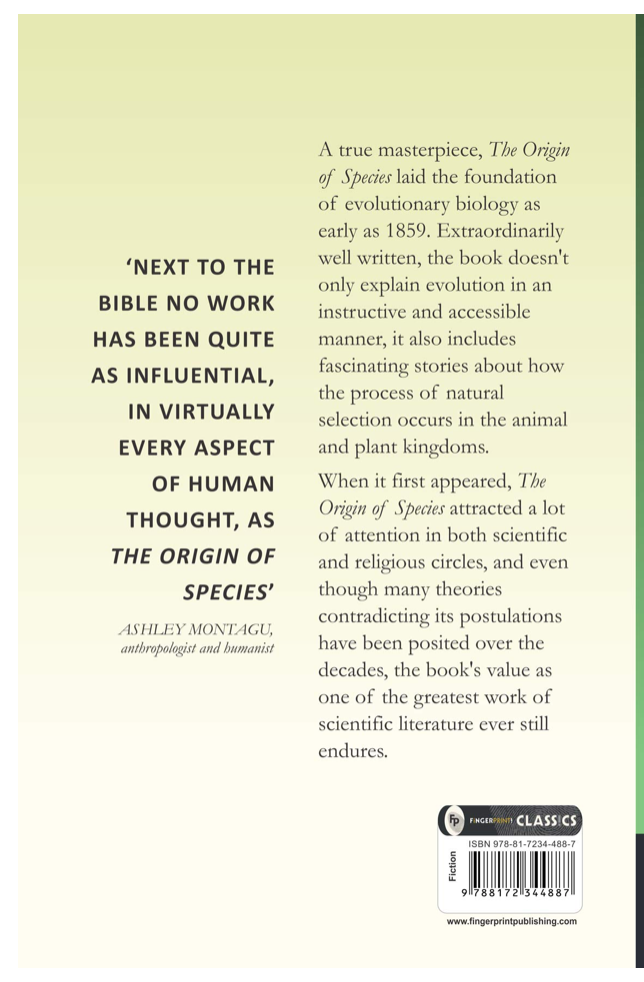 ‘NEXT TO THE
BIBLE NO WORK
HAS BEEN QUITE
AS INFLUENTIAL,
IN VIRTUALLY
EVERY ASPECT
OF HUMAN
THOUGHT, AS
THE ORIGIN OF
SPECIES’
ASHLEY MONTAGU,
anthropologist and humanist
A true masterpiece, The Origin
of Species laid the foundation
of evolutionary biology as
early as 1859. Extraordinarily
well written, the book doesn't
only explain evolution in an
instructive and accessible
manner, it also includes
fascinating stories about how
the process of natural
selection occurs in the animal
and plant kingdoms.
When it first appeared, The
Origin of Species attracted a lot
of attention in both scientific
and religious circles, and even
though many theories
contradicting its postulations
have been posited over the
decades, the book's value as
one of the greatest work of
scientific literature ever still
endures.
FP FiNGERPRINT! CLASSiCS
ISBN 978-81-7234-488-7
Fiction
9 788172 344887
www.fingerprintpublishing.com